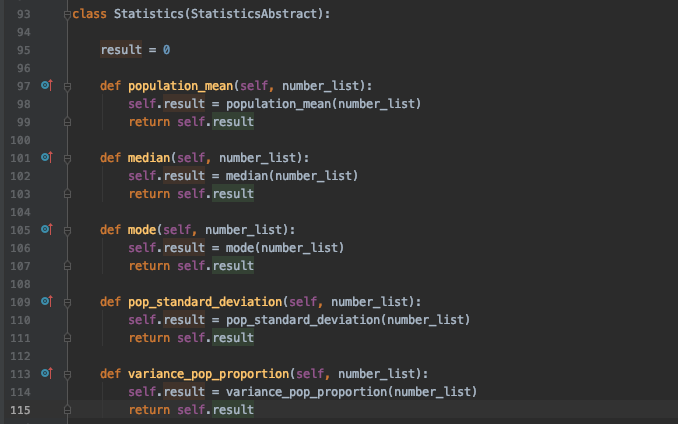 93 class Statistics(StatisticsAbstract):
94
95     result = 0
96
97     def population_mean(self, number_list):
98         self.result = population_mean(number_list)
99         return self.result
100
101     def median(self, number_list):
102         self.result = median(number_list)
103         return self.result
104
105     def mode(self, number_list):
106         self.result = mode(number_list)
107         return self.result
108
109     def pop_standard_deviation(self, number_list):
110         self.result = pop_standard_deviation(number_list)
111         return self.result
112
113     def variance_pop_proportion(self, number_list):
114         self.result = variance_pop_proportion(number_list)
115         return self.result